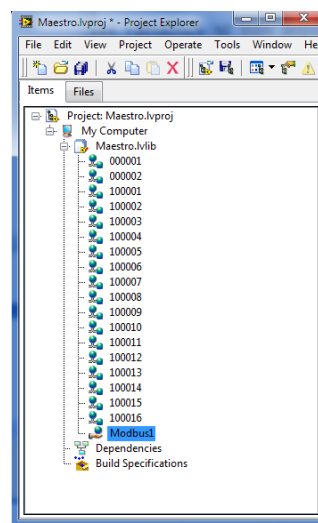 Maestro.lvproj * - Project Explorer
File Edit View Project Operate Tools Window He
Items Files
Project: Maestro.lvproj
My Computer
Maestro.lvlib
000001
000002
100001
100002
100003
100004
100005
100006
100007
100008
100009
100010
100011
100012
100013
100014
100015
100016
Modbus1
Dependencies
Build Specifications